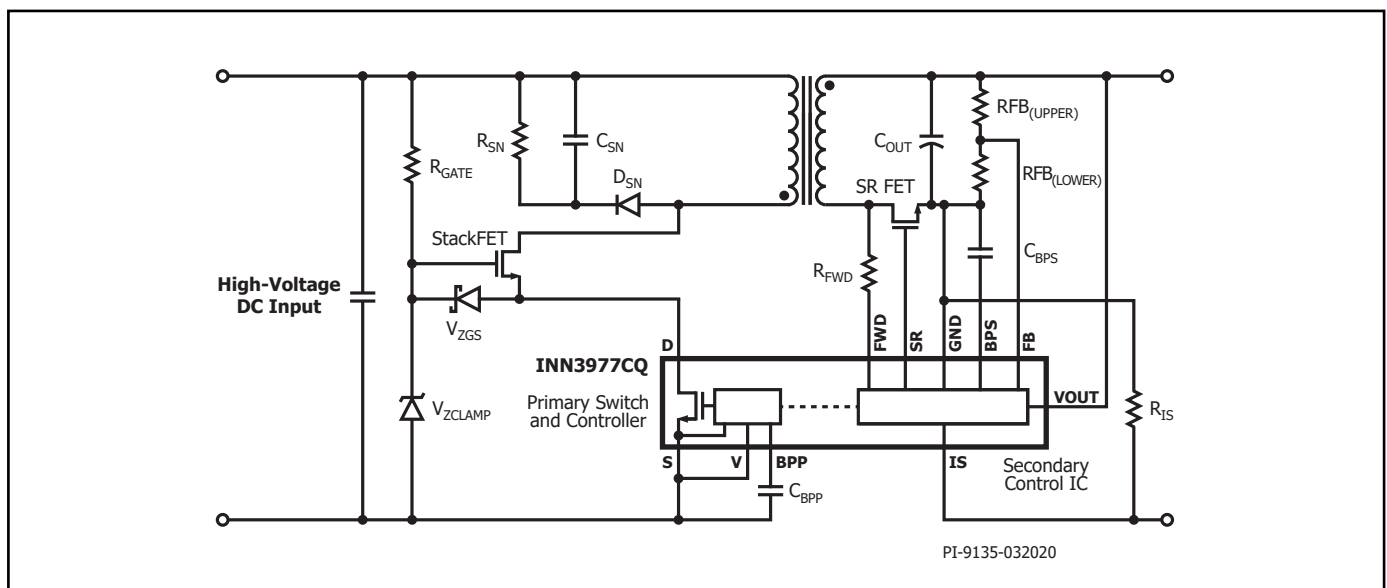 RFB(UPPER)
RSN
CSN
COUT
RGATE
DSN
SR FET
RFB(LOWER)
StackFET
CBPS
RFWD
High-Voltage
DC Input
VZGS
FWD
SR
GND
BPS
FB
D
INN3977CQ
VOUT
Primary Switch
and Controller
VZCLAMP
RIS
S
V
BPP
IS
Secondary
Control IC
CBPP
PI-9135-032020